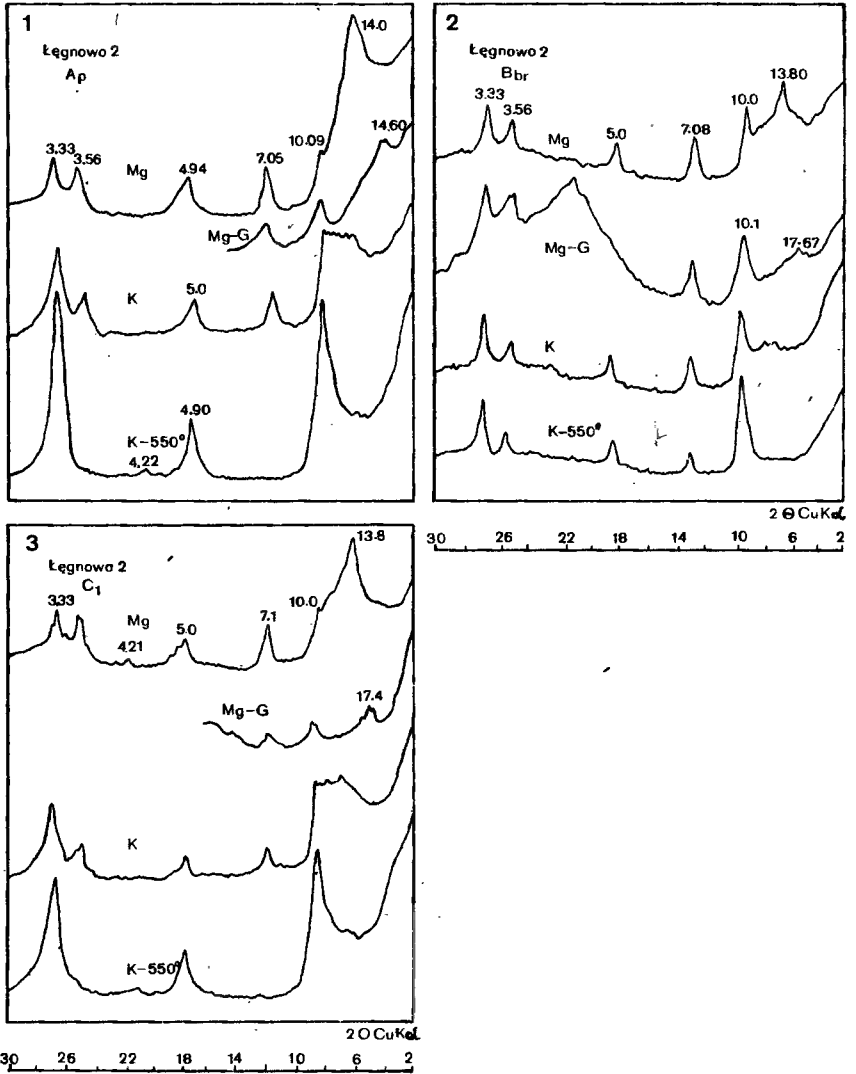 1
Łęgnowo 2
Ap
14.0
3.33
3.56
Mg
4.94
7.05
10.09
14.60
Mg-G
K
5.0
4.90
K-550°
4.22
2
Łęgnowo 2
Bbr
3.33
3.56
Mg
5.0
7.08
10.0
13.80
Mg-G
10.1
17.67
K
K-550°
2 Θ CuKα
30 26 22 18 14 10 6 2
3
Łęgnowo 2
C1
13.8
3.33
Mg
4.21
5.0
7.1
10.0
Mg-G
17.4
K
K-550°
2 O CuKα
30 26 22 18 14 10 6 2